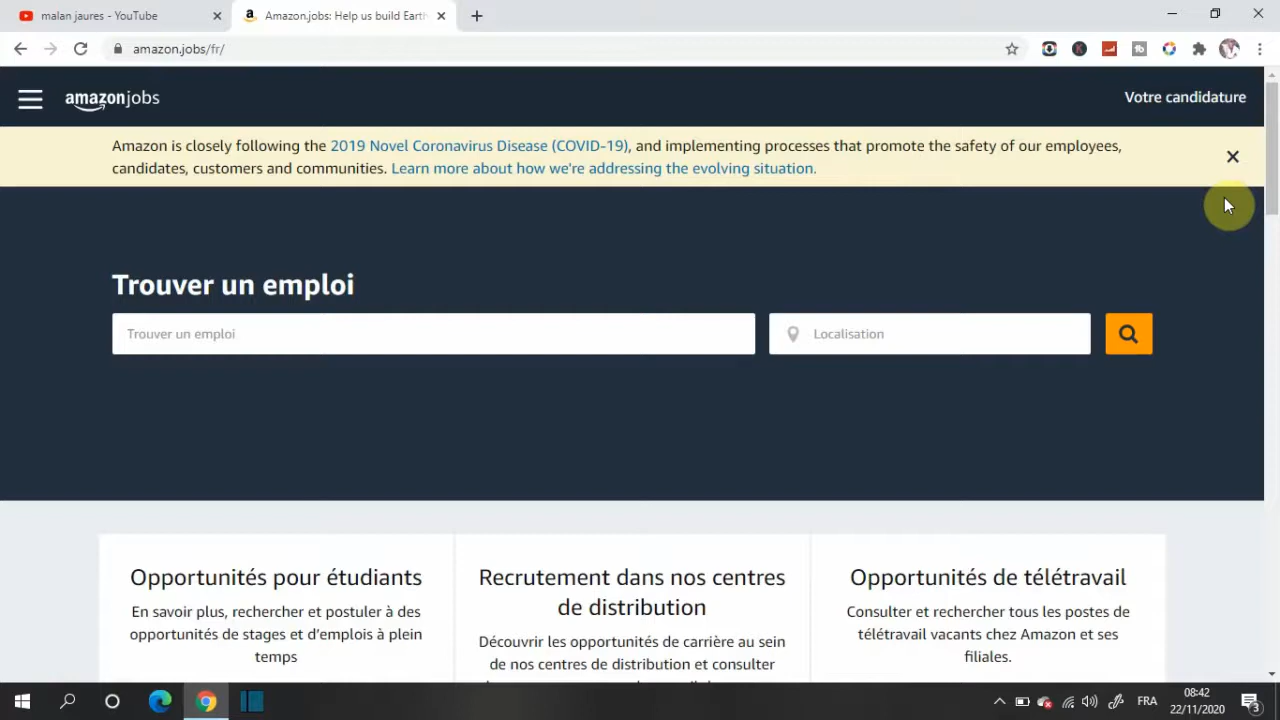 malan jaures - YouTube
Amazon.jobs: Help us build Earth
amazon.jobs/fr/
amazonjobs
Votre candidature
Amazon is closely following the 2019 Novel Coronavirus Disease (COVID-19), and implementing processes that promote the safety of our employees,
candidates, customers and communities. Learn more about how we're addressing the evolving situation.
Trouver un emploi
Trouver un emploi
Localisation
Opportunités pour étudiants
En savoir plus, rechercher et postuler à des
opportunités de stages et d'emplois à plein
temps
Recrutement dans nos centres
de distribution
Découvrir les opportunités de carrière au sein
de nos centres de distribution et consulter
Opportunités de télétravail
Consulter et rechercher tous les postes de
télétravail vacants chez Amazon et ses
filiales.
FRA
08:42
22/11/2020
3